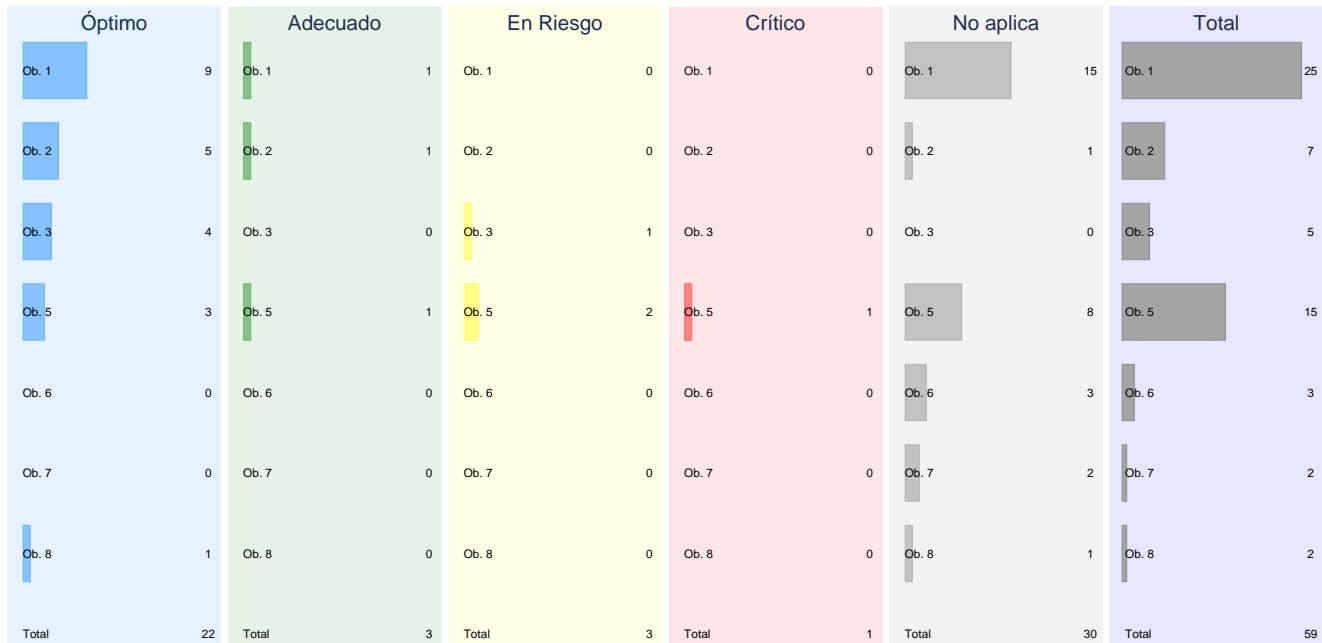 Óptimo Adecuado En Riesgo Crítico No aplica Total
Ob. 1 9 Ob. 1 1 Ob. 1 0 Ob. 1 0 Ob. 1 15 Ob. 1 25
Ob. 2 5 Ob. 2 1 Ob. 2 0 Ob. 2 0 Ob. 2 1 Ob. 2 7
Ob. 3 4 Ob. 3 0 Ob. 3 1 Ob. 3 0 Ob. 3 0 Ob. 3 5
Ob. 5 3 Ob. 5 1 Ob. 5 2 Ob. 5 1 Ob. 5 8 Ob. 5 15
Ob. 6 0 Ob. 6 0 Ob. 6 0 Ob. 6 0 Ob. 6 3 Ob. 6 3
Ob. 7 0 Ob. 7 0 Ob. 7 0 Ob. 7 0 Ob. 7 2 Ob. 7 2
Ob. 8 1 Ob. 8 0 Ob. 8 0 Ob. 8 0 Ob. 8 1 Ob. 8 2
Total 22 Total 3 Total 3 Total 1 Total 30 Total 59